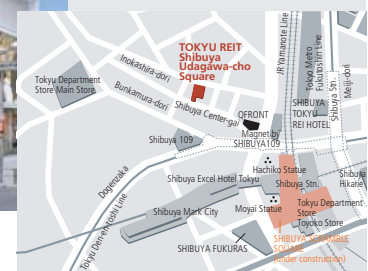 TOKYU REIT
Shibuya
Udagawa-cho
Square
Inokashira-dori
Bunkamura-dori
Shibuya Center-gai
Tokyu Department
Store Main Store
JR Yamanote Line
Tokyo Metro
Fukutoshin Line
Shibuya Stn.
Meiji-dori
QFRONT
SHIBUYA
TOKYU
REI HOTEL
Magnet by
SHIBUYA109
Shibuya 109
Hachiko Statue
Dogenzaka
Shibuya Excel Hotel Tokyu
Shibuya Stn.
Shibuya
Hikarie
Shibuya Mark City
Moyai Statue
Tokyu Department
Store
Toyoko Store
Tokyu Den-en-toshi Line
SHIBUYA FUKURAS
SHIBUYA SCRAMBLE
SQUARE
(under construction)